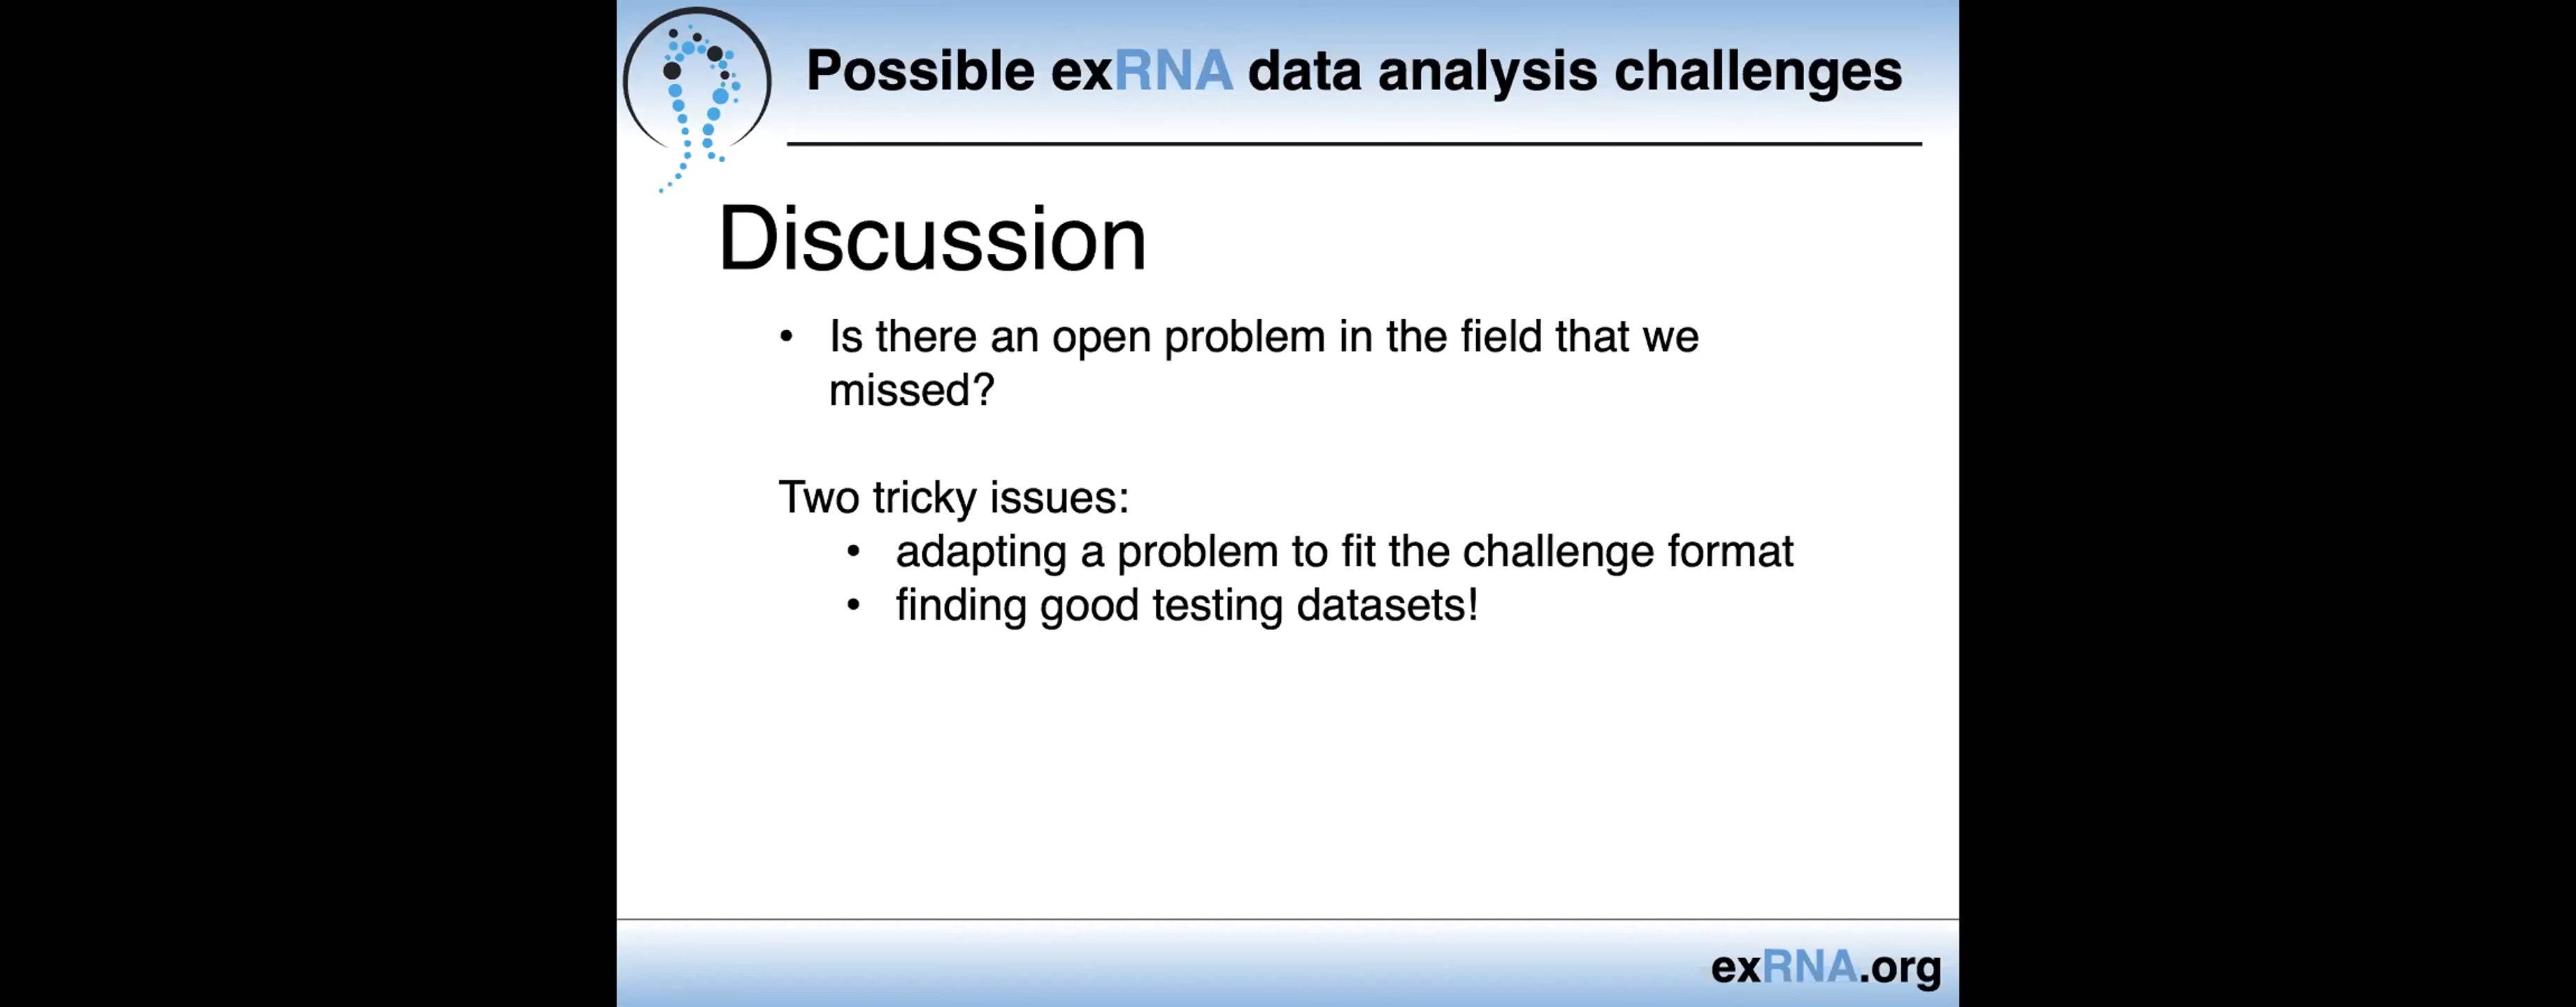 Possible exRNA data analysis challenges
Discussion
• Is there an open problem in the field that we
missed?
Two tricky issues:
• adapting a problem to fit the challenge format
• finding good testing datasets!
exRNA.org